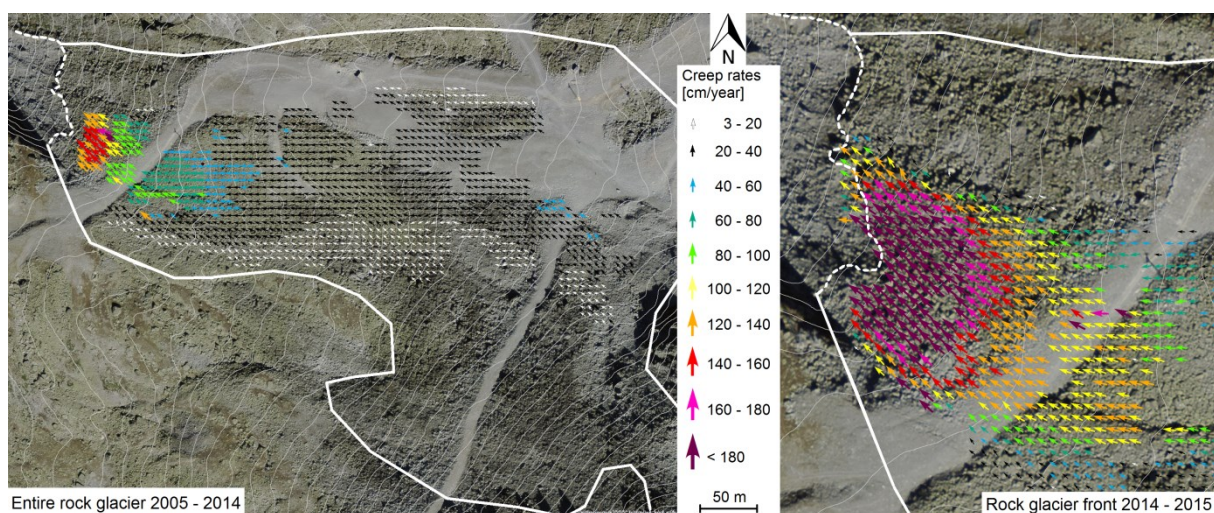 N
Creep rates
[cm/year]
3 - 20
20 - 40
40 - 60
60 - 80
80 - 100
100 - 120
120 - 140
140 - 160
160 - 180
< 180
50 m
Entire rock glacier 2005 - 2014
Rock glacier front 2014 - 2015